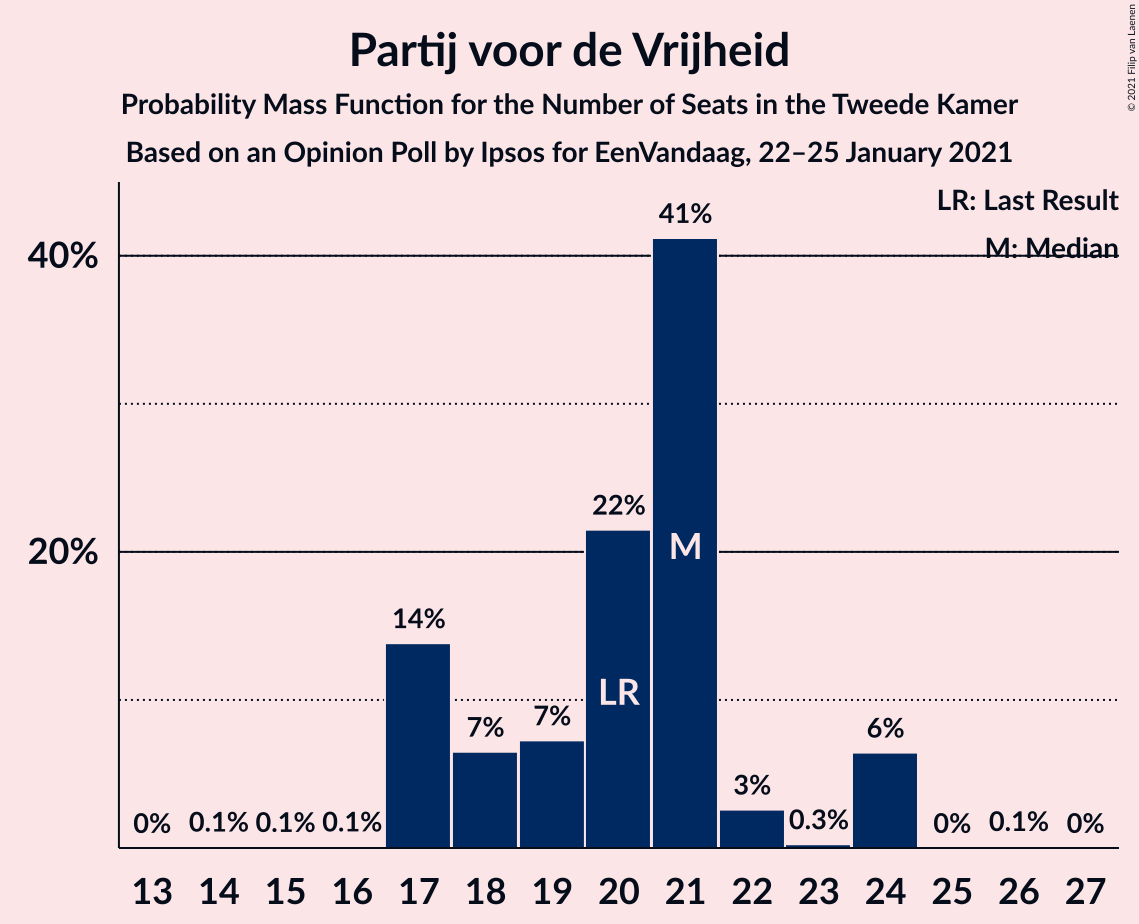 Partij voor de Vrijheid
Probability Mass Function for the Number of Seats in the Tweede Kamer
Based on an Opinion Poll by Ipsos for EenVandaag, 22–25 January 2021
© 2021 Filip van Laenen
LR: Last Result
M: Median
40%
20%
0%
0.1%
0.1%
0.1%
14%
7%
7%
22%
LR
41%
M
3%
0.3%
6%
0%
0.1%
0%
13 14 15 16 17 18 19 20 21 22 23 24 25 26 27